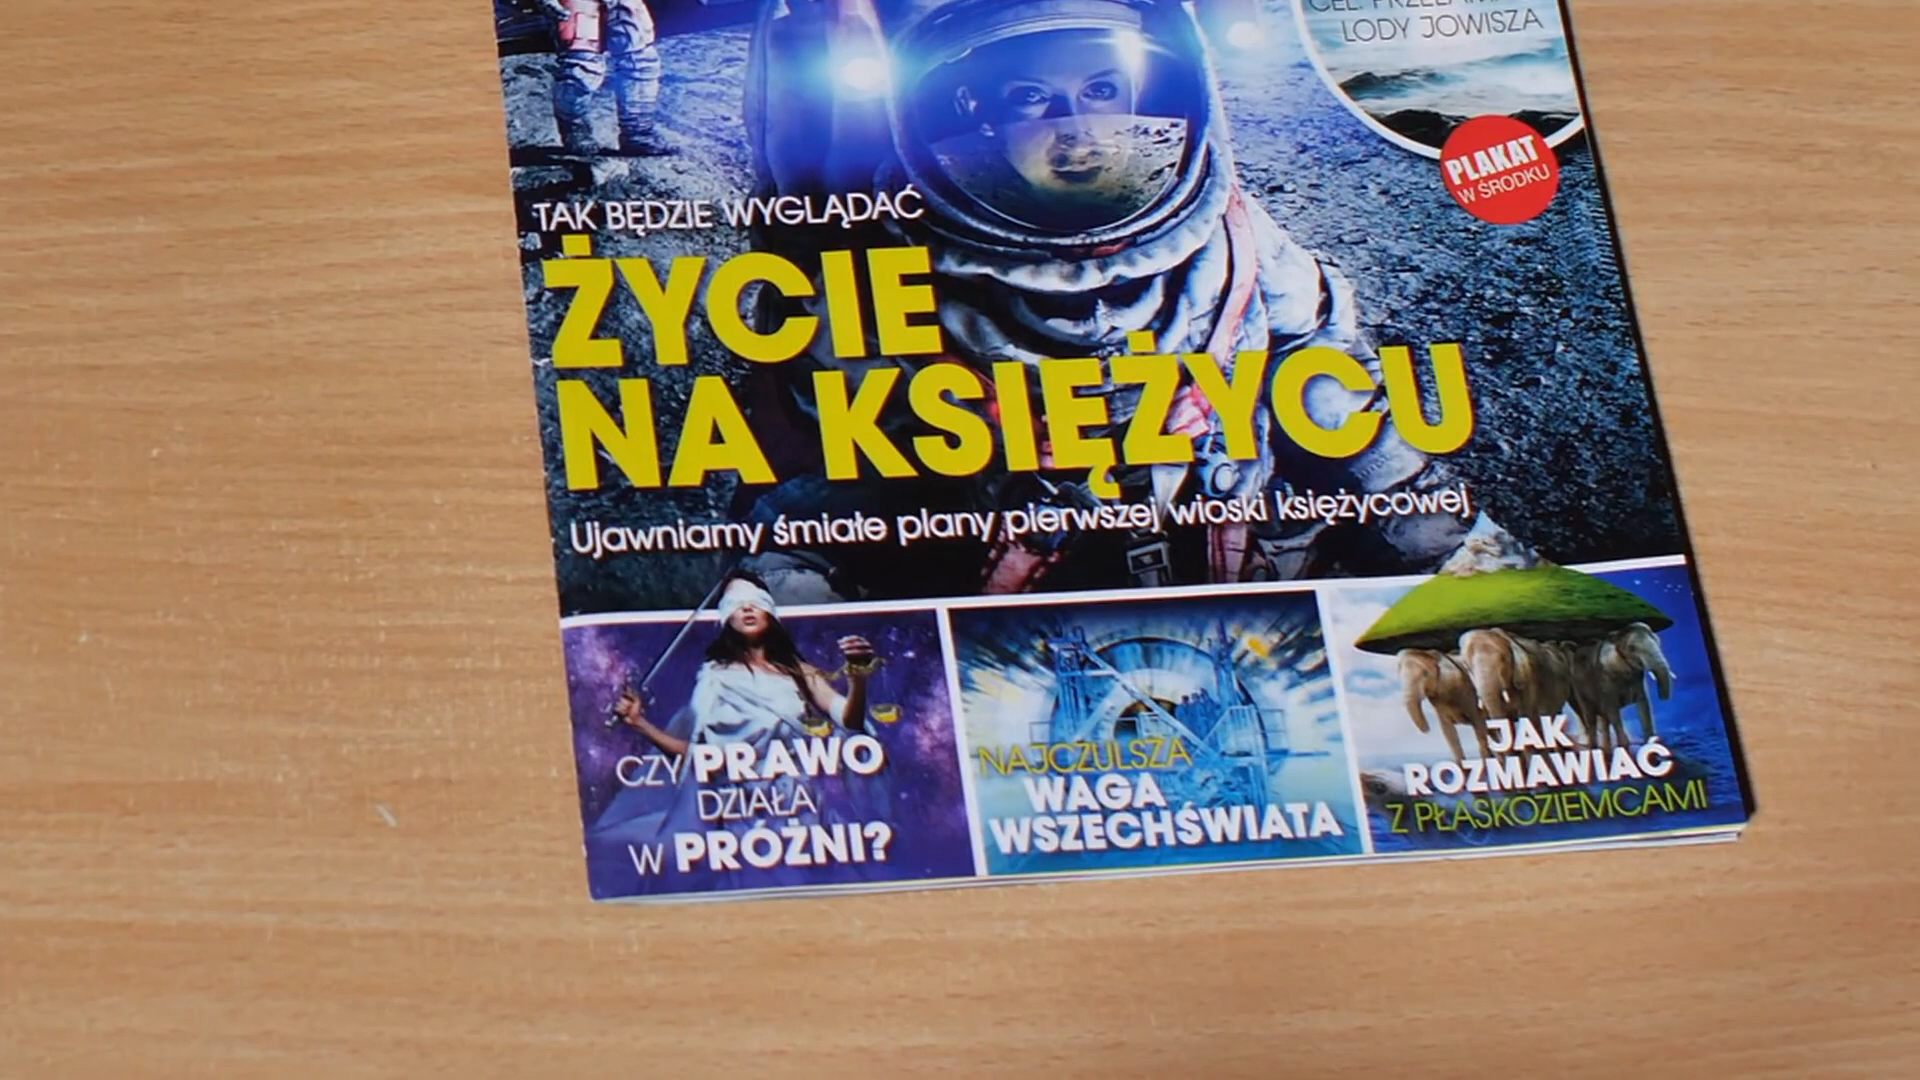 LODY JOWISZA
PLAKAT
W ŚRODKU
TAK BĘDZIE WYGLĄDAĆ
ŻYCIE
NA KSIĘŻYCU
Ujawniamy śmiałe plany pierwszej wioski księżycowej
CZY PRAWO
DZIAŁA
W PRÓŻNI?
NAJCZULSZA
WAGA
WSZECHŚWIATA
JAK
ROZMAWIAĆ
Z PŁASKOZIEMCAMI